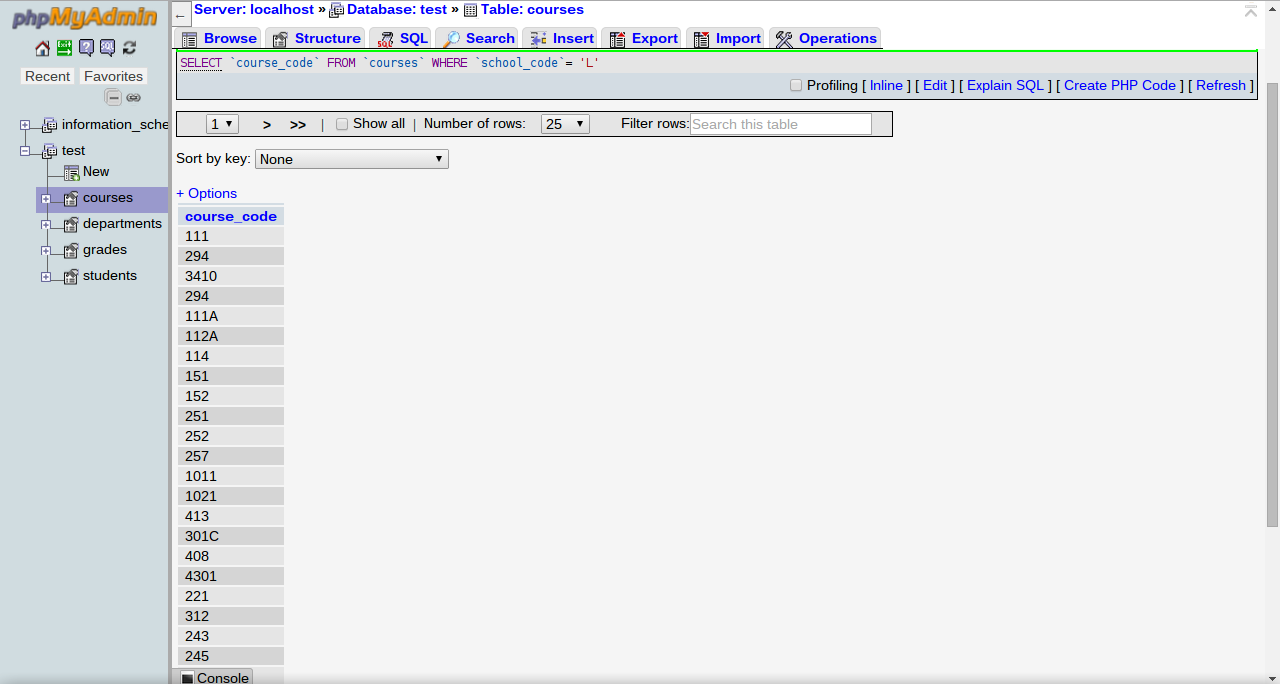 phpMyAdmin
Recent Favorites
information_sche
test
New
courses
departments
grades
students
← Server: localhost » Database: test » Table: courses
Browse Structure SQL Search Insert Export Import Operations
SELECT `course_code` FROM `courses` WHERE `school_code`= 'L'
Profiling [ Inline ] [ Edit ] [ Explain SQL ] [ Create PHP Code ] [ Refresh ]
1 > >> | Show all | Number of rows: 25 Filter rows: Search this table
Sort by key: None
+ Options
course_code
111
294
3410
294
111A
112A
114
151
152
251
252
257
1011
1021
413
301C
408
4301
221
312
243
245
Console